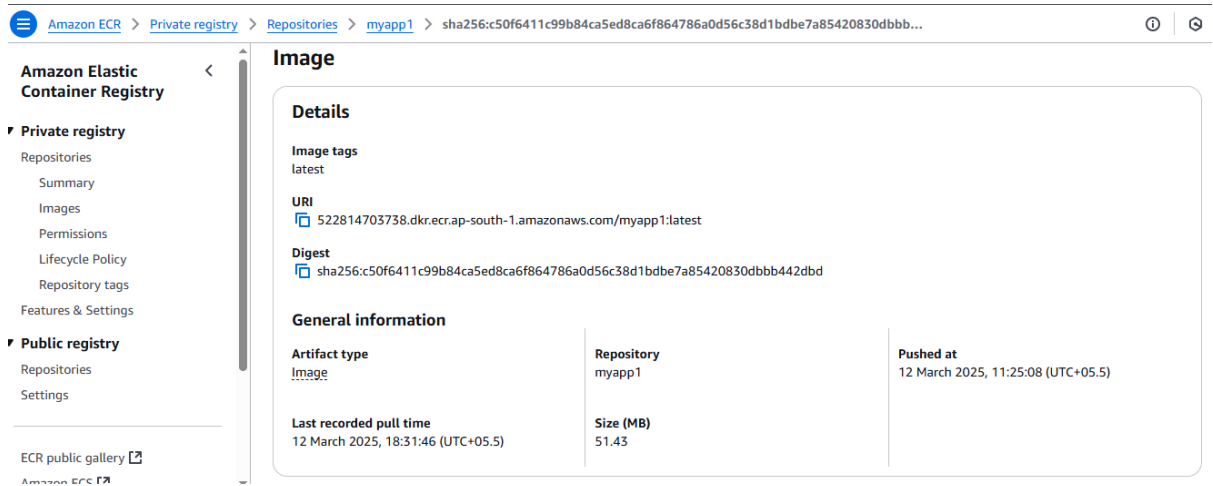 Amazon ECR > Private registry > Repositories > myapp1 > sha256:c50f6411c99b84ca5ed8ca6f864786a0d56c38d1bdbe7a85420830dbbb...
Amazon Elastic
Container Registry
Private registry
Repositories
Summary
Images
Permissions
Lifecycle Policy
Repository tags
Features & Settings
Public registry
Repositories
Settings
ECR public gallery
Amazon ECS
Image
Details
Image tags
latest
URI
522814703738.dkr.ecr.ap-south-1.amazonaws.com/myapp1:latest
Digest
sha256:c50f6411c99b84ca5ed8ca6f864786a0d56c38d1bdbe7a85420830dbbb442dbd
General information
Artifact type
Image
Repository
myapp1
Pushed at
12 March 2025, 11:25:08 (UTC+05.5)
Last recorded pull time
12 March 2025, 18:31:46 (UTC+05.5)
Size (MB)
51.43